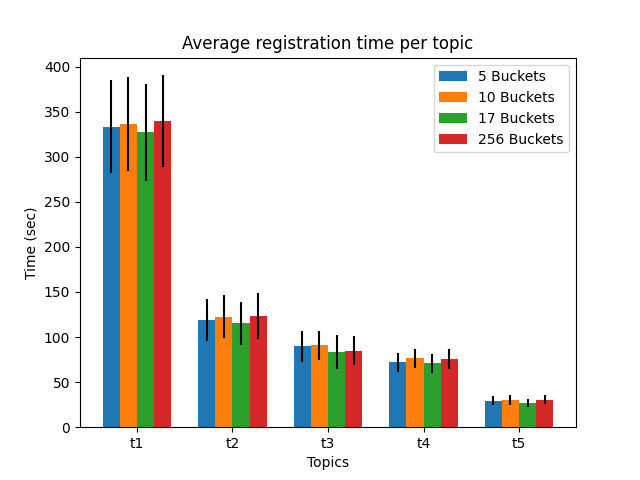 Average registration time per topic
5 Buckets
10 Buckets
17 Buckets
256 Buckets
Time (sec)
400
350
300
250
200
150
100
50
0
t1 t2 t3 t4 t5
Topics